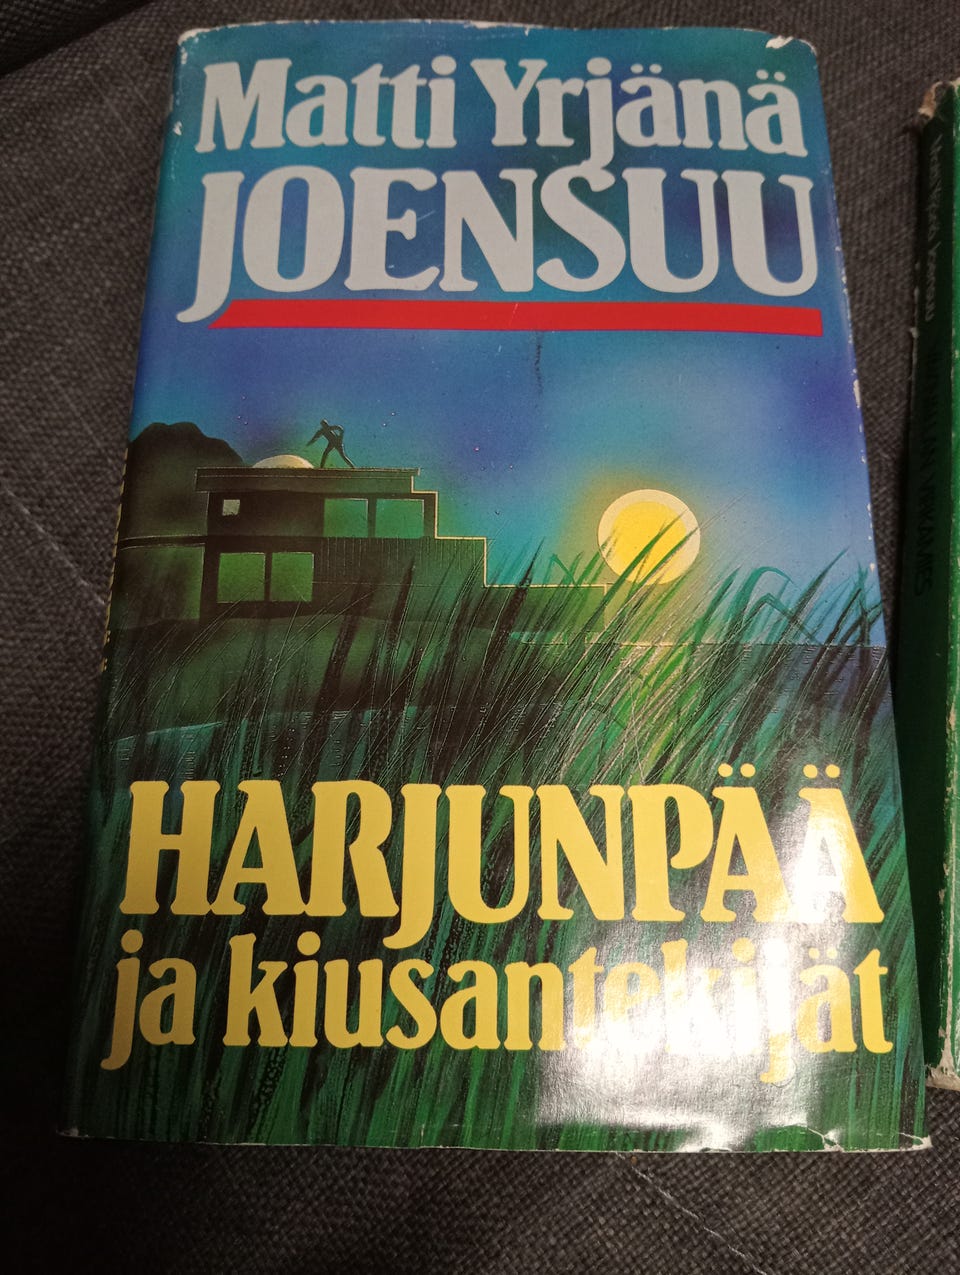 Matti Yrjänä
JOENSUU
HARJUNPÄÄ
ja kiusantekijät